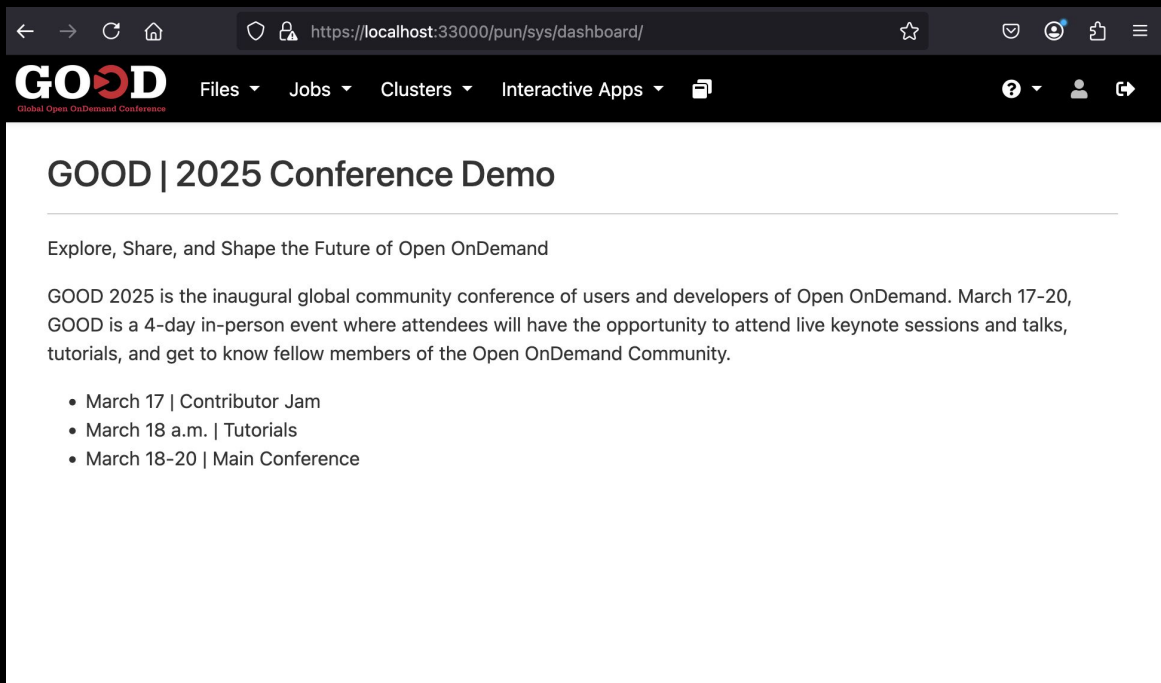 https://localhost:33000/pun/sys/dashboard/
GOOD
Global Open OnDemand Conference
Files
Jobs
Clusters
Interactive Apps
GOOD | 2025 Conference Demo
Explore, Share, and Shape the Future of Open OnDemand
GOOD 2025 is the inaugural global community conference of users and developers of Open OnDemand. March 17-20,
GOOD is a 4-day in-person event where attendees will have the opportunity to attend live keynote sessions and talks,
tutorials, and get to know fellow members of the Open OnDemand Community.
• March 17 | Contributor Jam
• March 18 a.m. | Tutorials
• March 18-20 | Main Conference